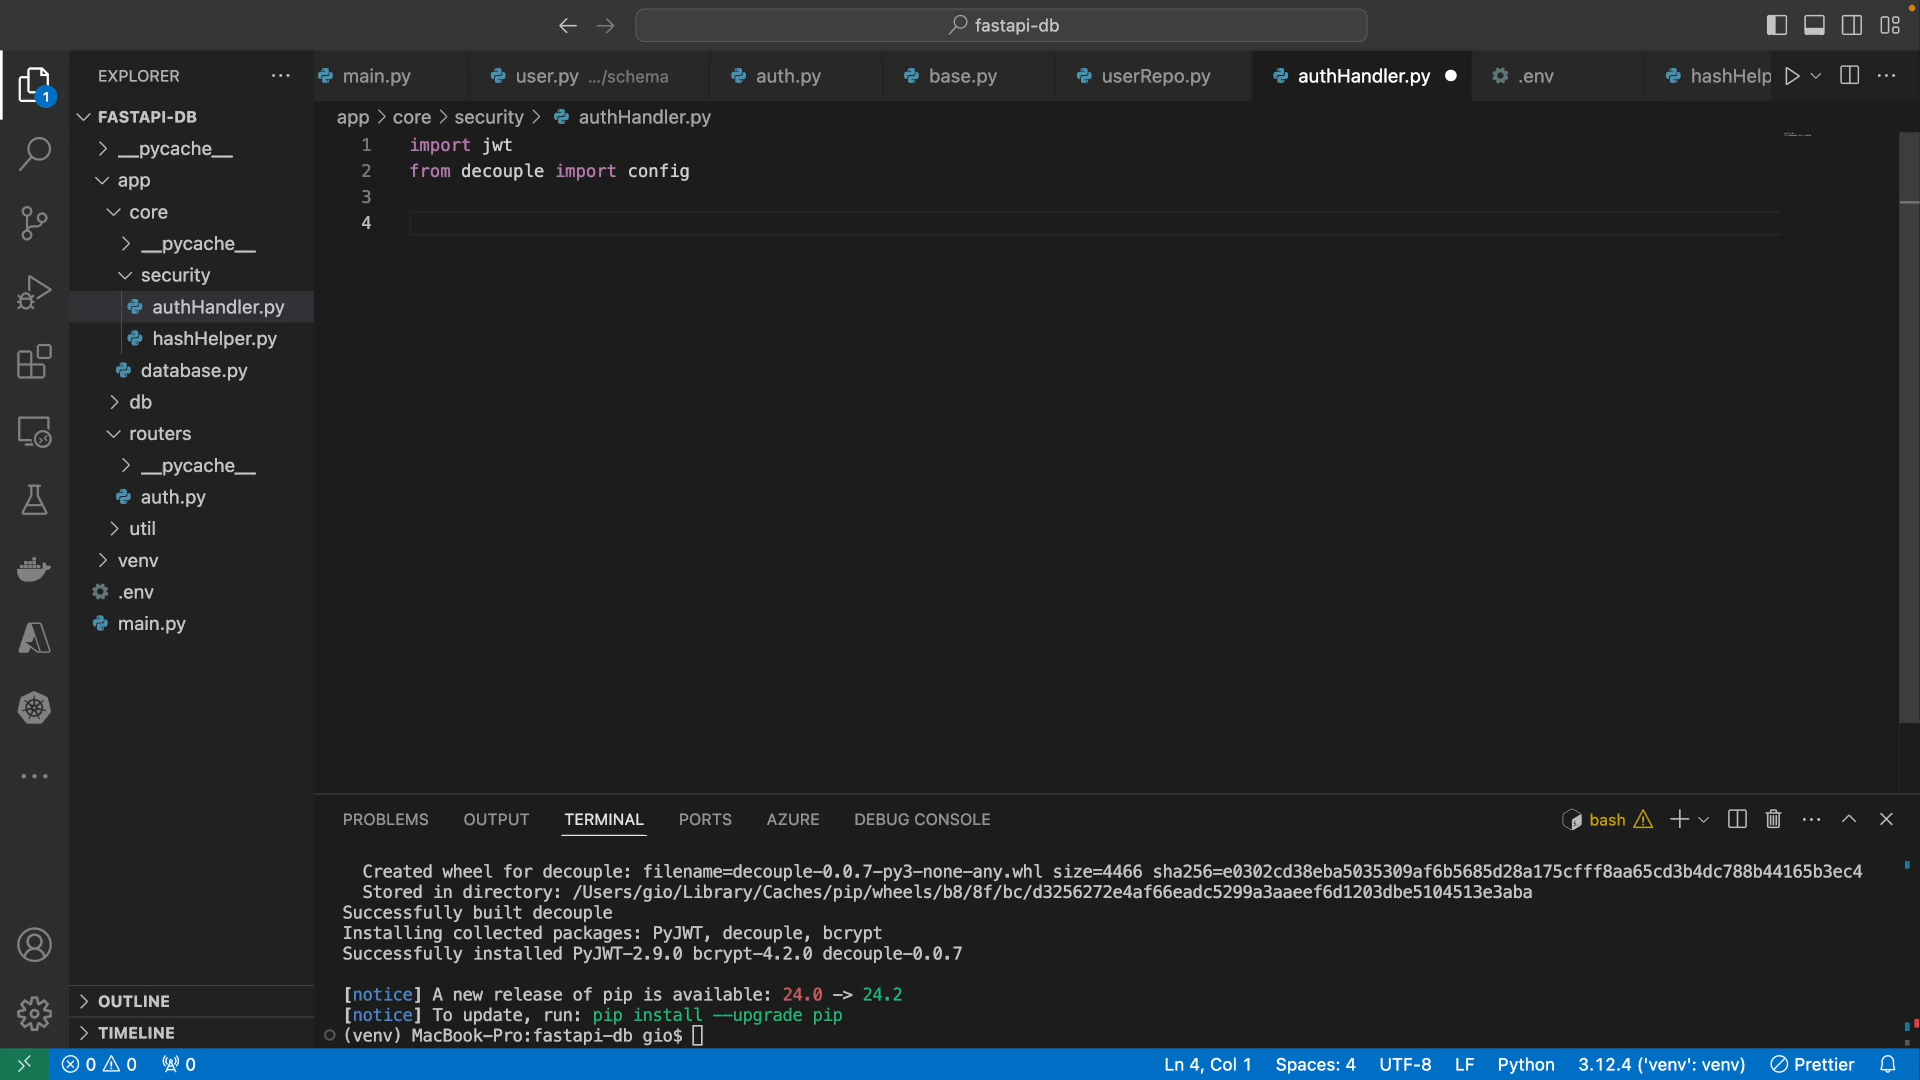 fastapi-db
EXPLORER
main.py
user.py .../schema
auth.py
base.py
userRepo.py
authHandler.py
.env
hashHelp
1
FASTAPI-DB
__pycache__
app
core
__pycache__
security
authHandler.py
hashHelper.py
database.py
db
routers
__pycache__
auth.py
util
venv
.env
main.py
OUTLINE
TIMELINE
app > core > security > authHandler.py
1 import jwt
2 from decouple import config
3
4
PROBLEMS OUTPUT TERMINAL PORTS AZURE DEBUG CONSOLE
bash
Created wheel for decouple: filename=decouple-0.0.7-py3-none-any.whl size=4466 sha256=e0302cd38eba5035309af6b5685d28a175cfff8aa65cd3b4dc788b44165b3ec4
Stored in directory: /Users/gio/Library/Caches/pip/wheels/b8/8f/bc/d3256272e4af66eadc5299a3aaeef6d1203dbe5104513e3aba
Successfully built decouple
Installing collected packages: PyJWT, decouple, bcrypt
Successfully installed PyJWT-2.9.0 bcrypt-4.2.0 decouple-0.0.7
[notice] A new release of pip is available: 24.0 -> 24.2
[notice] To update, run: pip install --upgrade pip
(venv) MacBook-Pro:fastapi-db gio$
0 0 0
Ln 4, Col 1 Spaces: 4 UTF-8 LF Python 3.12.4 ('venv': venv) Prettier